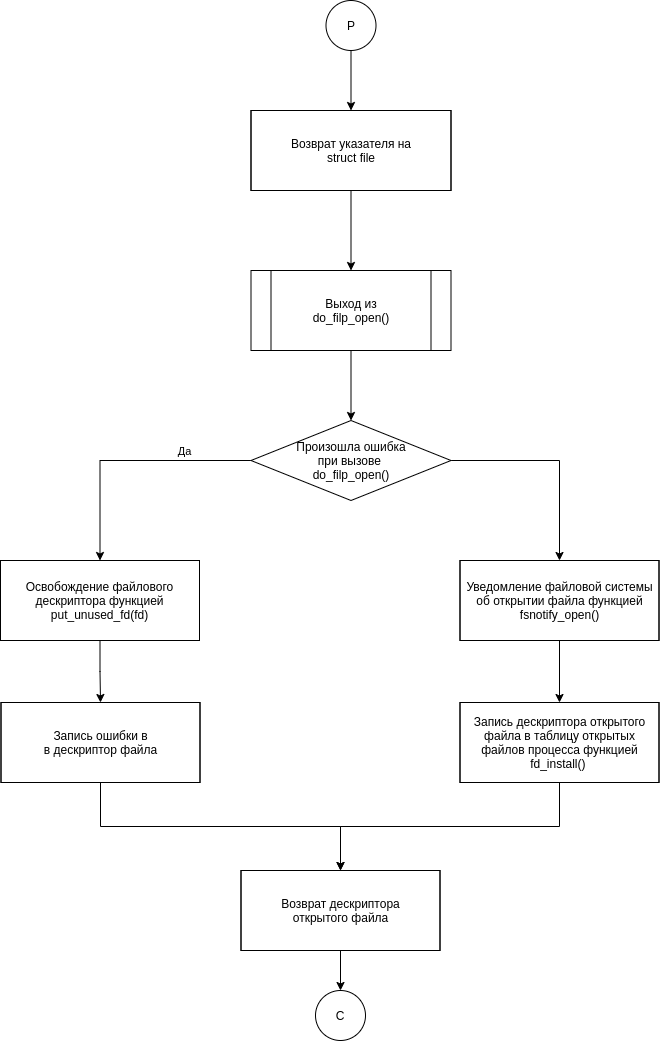 P
Возврат указателя на
struct file
Выход из
do_filp_open()
Произошла ошибка
при вызове
do_filp_open()
Да
Освобождение файлового
дескриптора функцией
put_unused_fd(fd)
Уведомление файловой системы
об открытии файла функцией
fsnotify_open()
Запись ошибки в
в дескриптор файла
Запись дескриптора открытого
файла в таблицу открытых
файлов процесса функцией
fd_install()
Возврат дескриптора
открытого файла
C